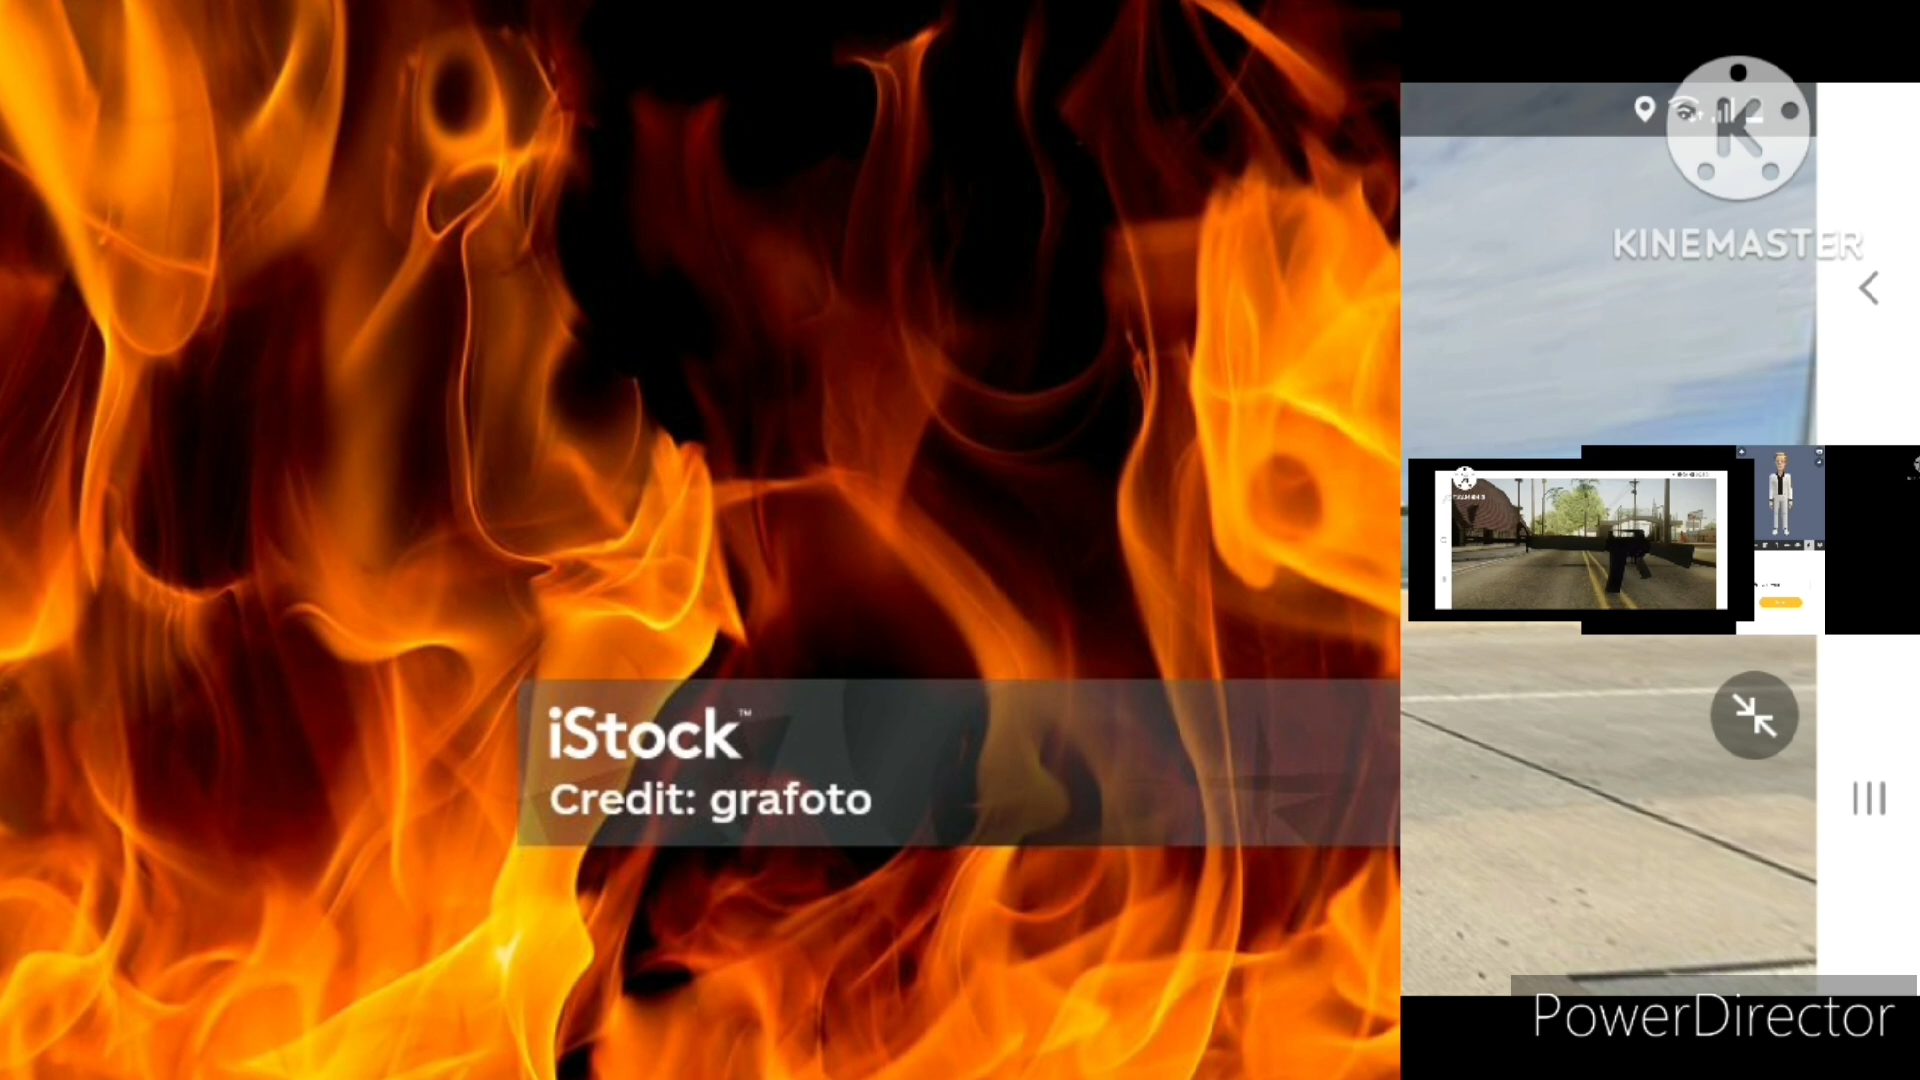 iStock™
Credit: grafoto
K
KINEMASTER
PowerDirector